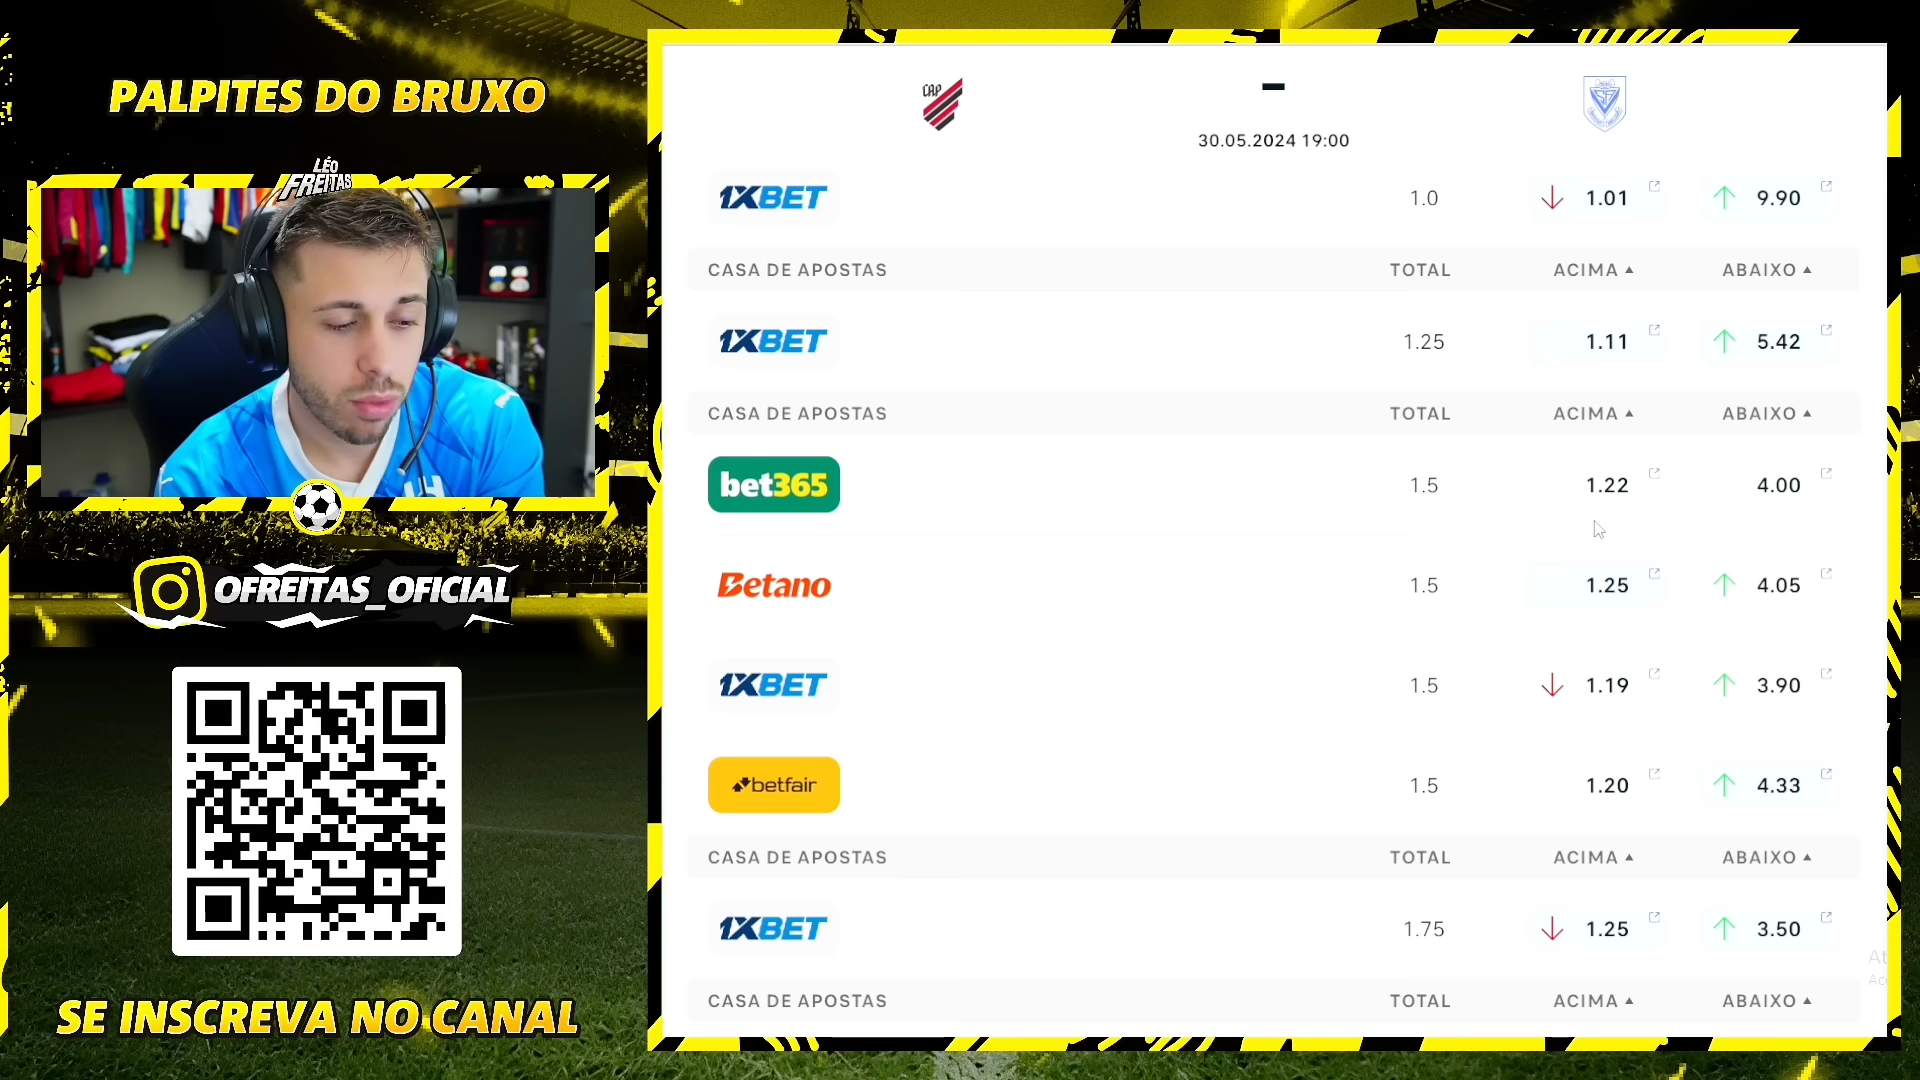 PALPITES DO BRUXO
LÉO
FREITAS
OFREITAS_OFICIAL
SE INSCREVA NO CANAL
CAP
30.05.2024 19:00
1XBET 1.0 1.01 9.90
CASA DE APOSTAS TOTAL ACIMA ABAIXO
1XBET 1.25 1.11 5.42
CASA DE APOSTAS TOTAL ACIMA ABAIXO
bet365 1.5 1.22 4.00
Betano 1.5 1.25 4.05
1XBET 1.5 1.19 3.90
betfair 1.5 1.20 4.33
CASA DE APOSTAS TOTAL ACIMA ABAIXO
1XBET 1.75 1.25 3.50
CASA DE APOSTAS TOTAL ACIMA ABAIXO